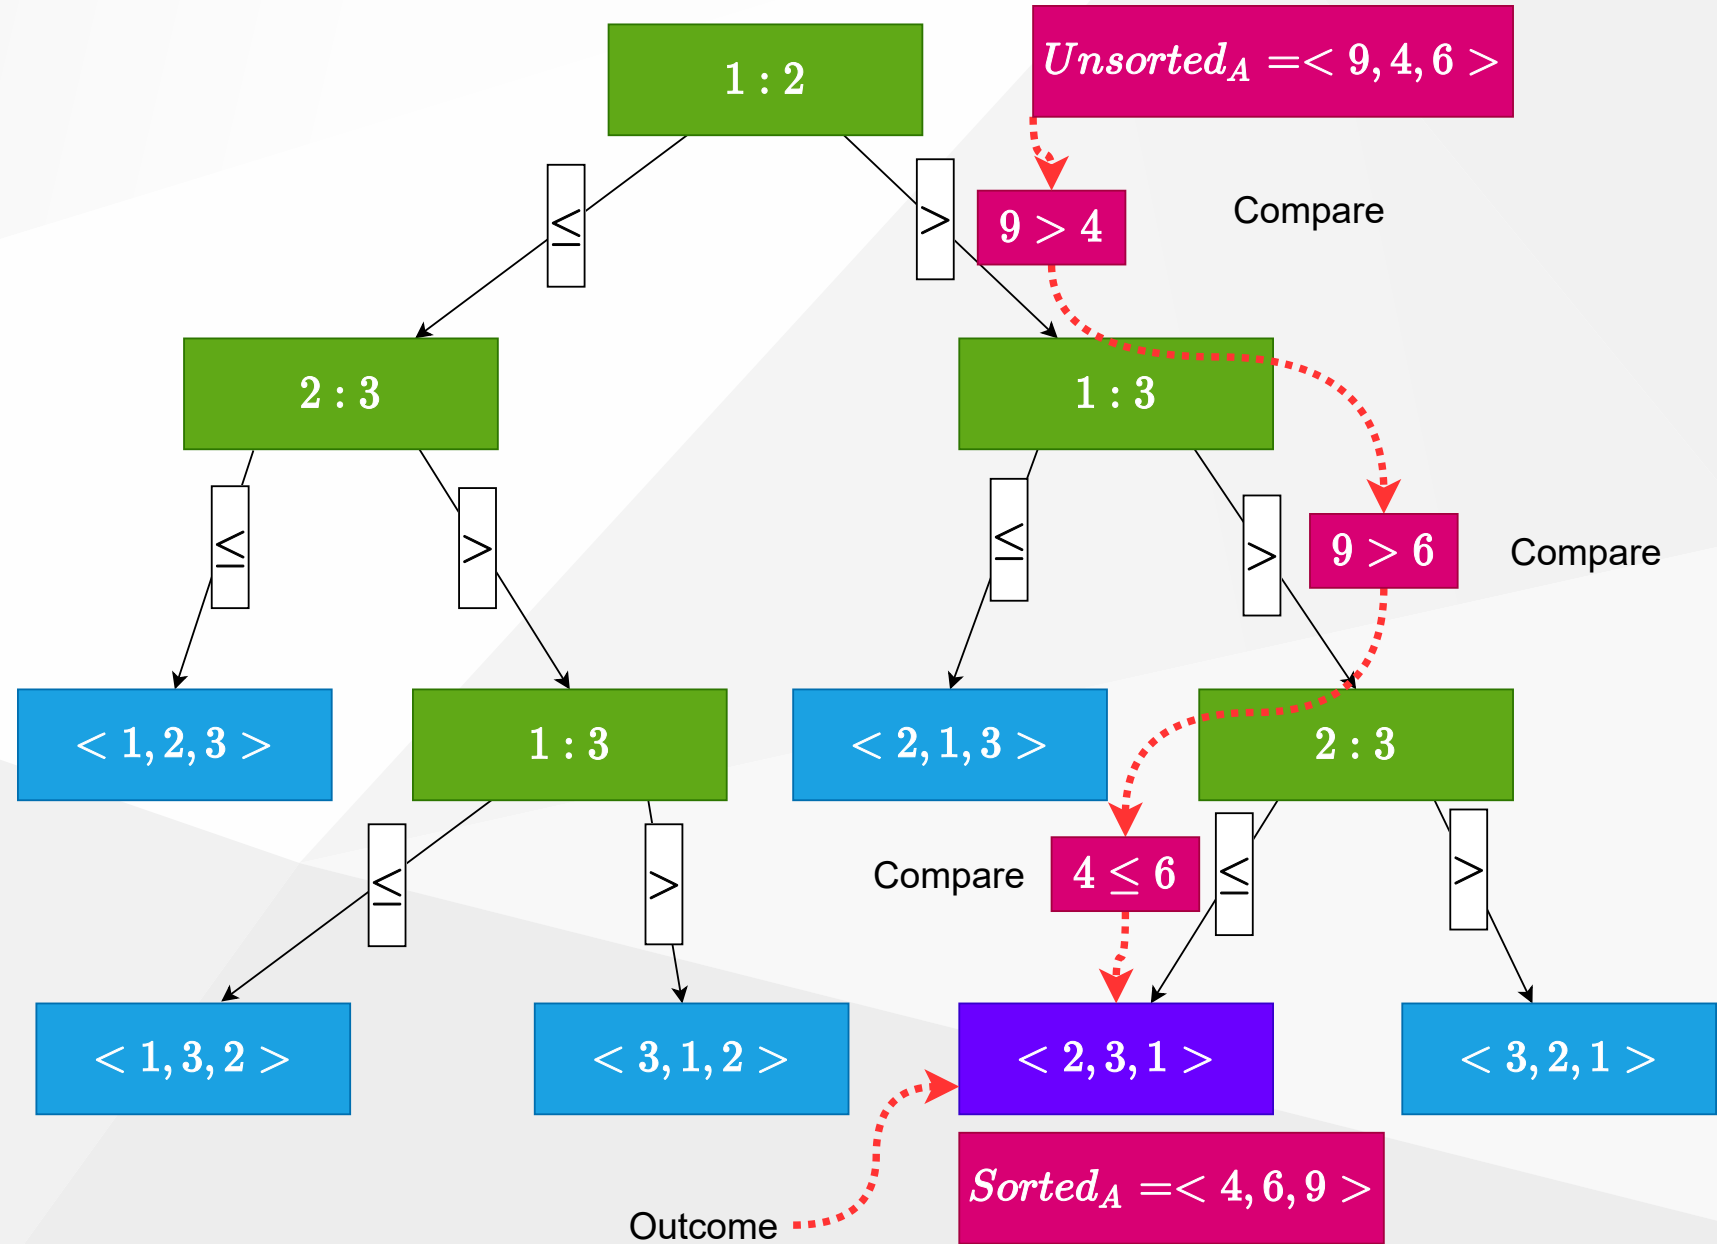 1 : 2
Unsorted_A =< 9, 4, 6 >
≤
>
9 > 4
Compare
2 : 3
1 : 3
≤
>
≤
>
9 > 6
Compare
< 1, 2, 3 >
1 : 3
< 2, 1, 3 >
2 : 3
≤
>
Compare
4 ≤ 6
≤
>
< 1, 3, 2 >
< 3, 1, 2 >
< 2, 3, 1 >
< 3, 2, 1 >
Sorted_A =< 4, 6, 9 >
Outcome